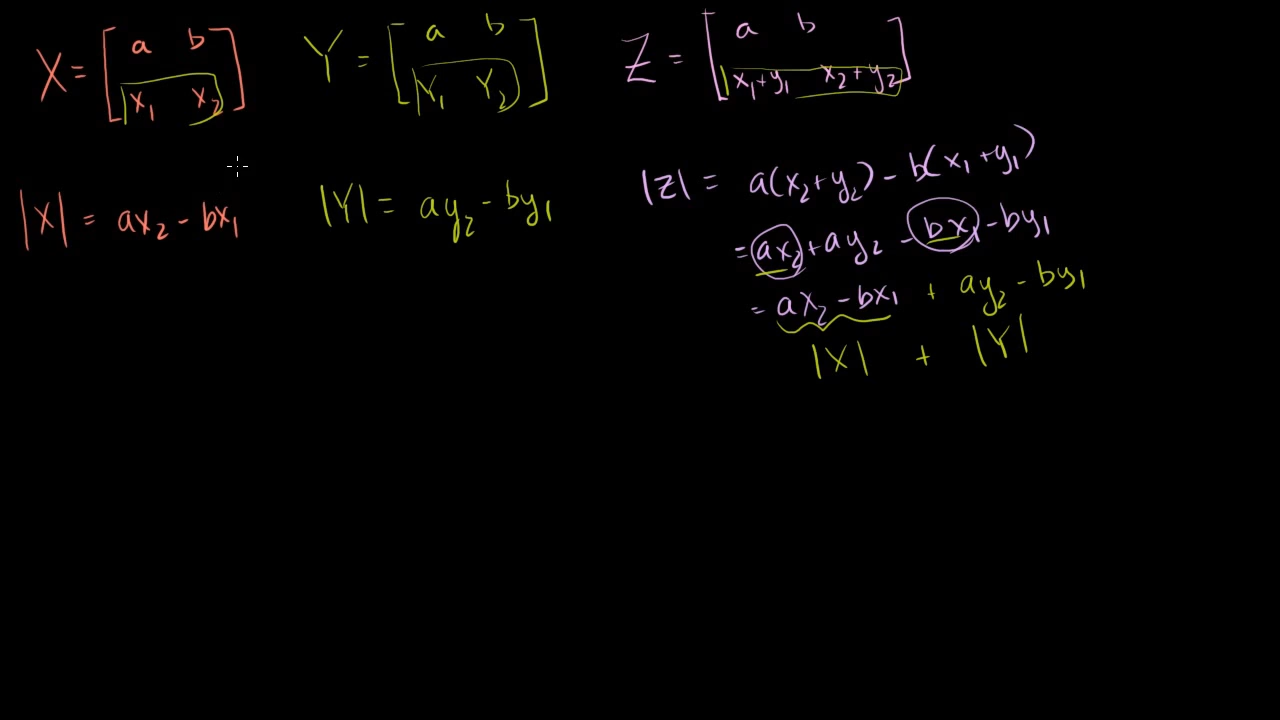 X = [ a b
x₁ x₂ ]
Y = [ a b
Y₁ Y₂ ]
Z = [ a b
x₁+y₁ x₂+y₂ ]
|X| = ax₂ - bx₁
|Y| = ay₂ - by₁
|Z| = a(x₂+y₂) - b(x₁+y₁)
= ax₂ + ay₂ - bx₁ - by₁
= ax₂ - bx₁ + ay₂ - by₁
|X| + |Y|